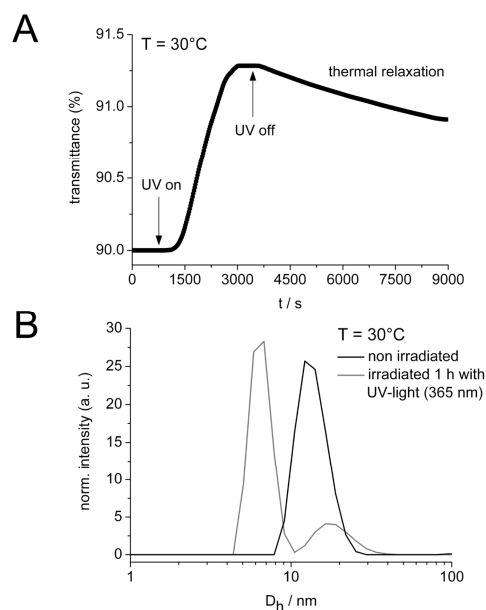 A
T = 30°C
91.5
91.0
90.5
90.0
transmittance (%)
thermal relaxation
UV off
UV on
0
1500
3000
4500
6000
7500
9000
t / s
B
T = 30°C
non irradiated
irradiated 1 h with
UV-light (365 nm)
30
25
20
15
10
5
0
norm. intensity (a. u.)
1
10
100
Dh / nm